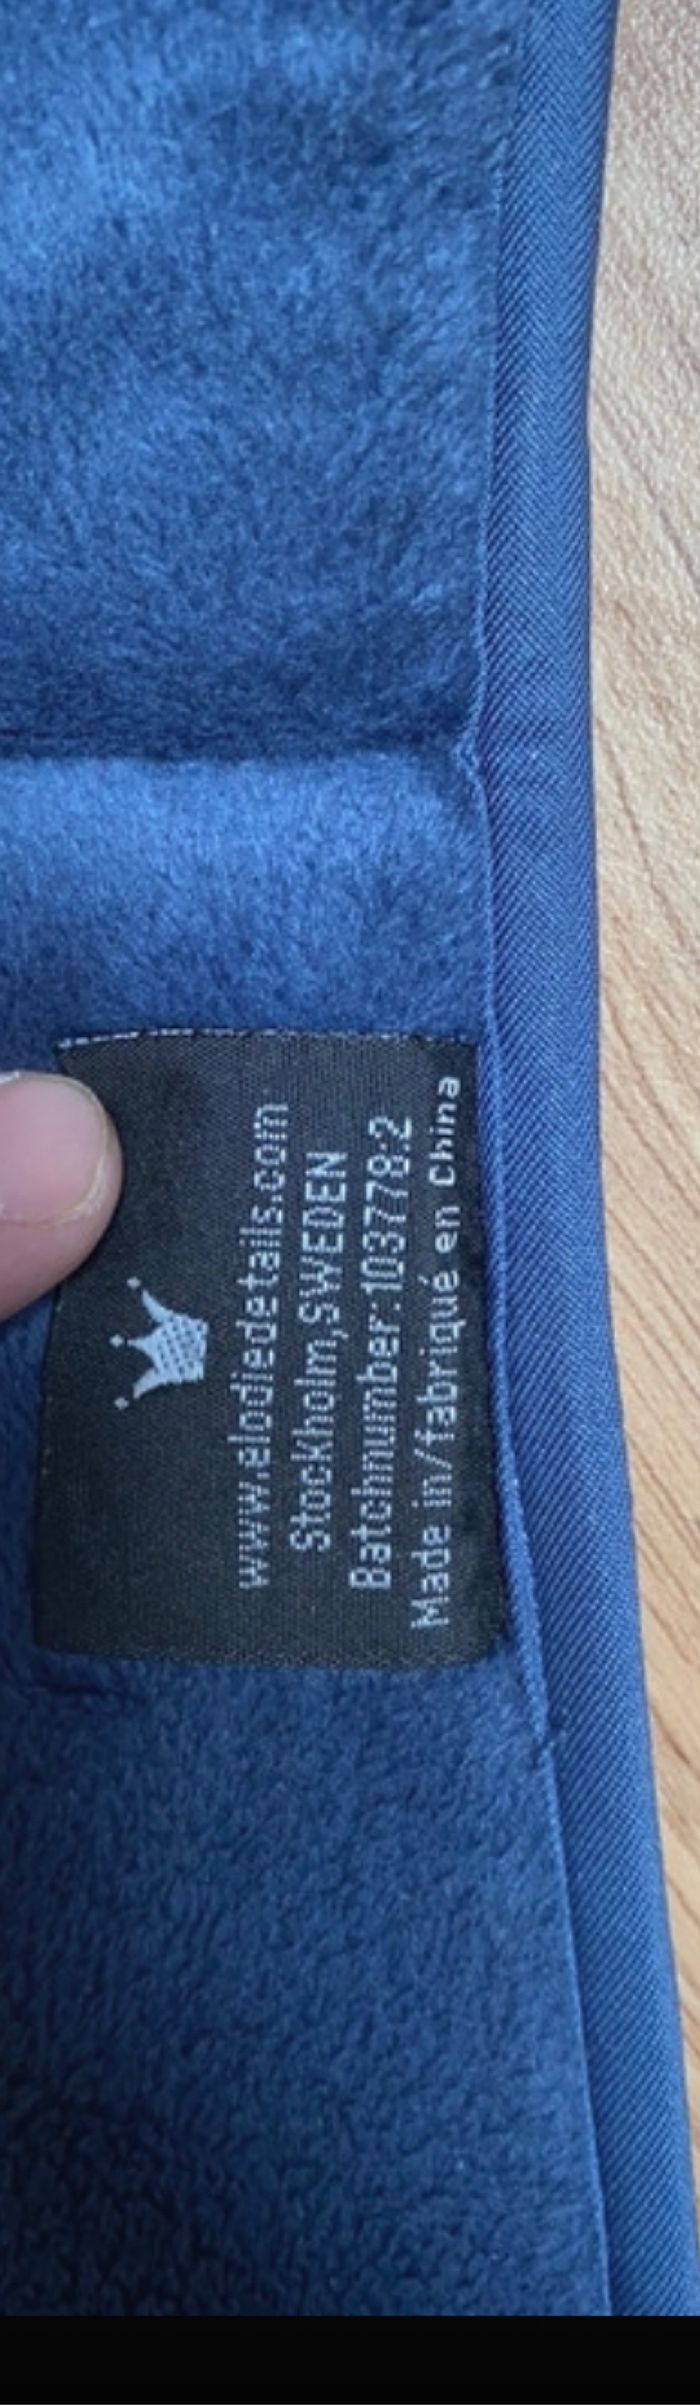 www.elodiedetails.com
Stockholm,SWEDEN
Batchnumber:103778:2
Made in/fabriqué en China